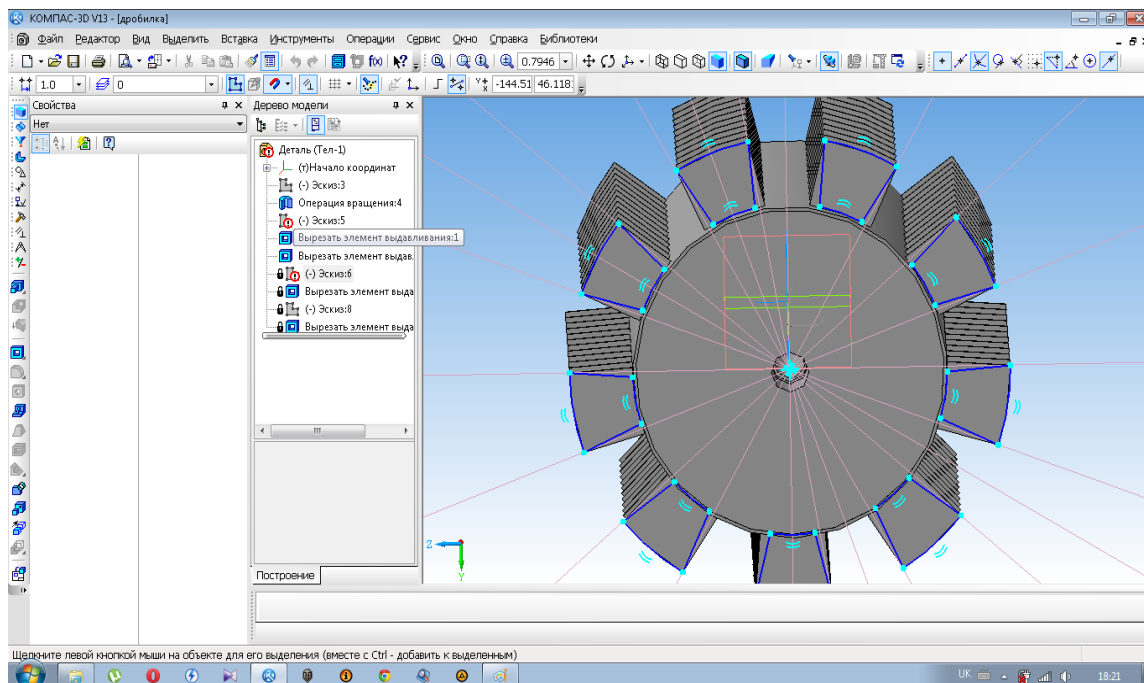 КОМПАС-3D V13 - [дробилка]
Файл Редактор Вид Выделить Вставка Инструменты Операции Сервис Окно Справка Библиотеки
f(x) 0.7946
1.0 0 -144.51 46.118
Свойства
Нет
Дерево модели
Деталь (Тел-1)
(т)Начало координат
(-) Эскиз:3
Операция вращения:4
(-) Эскиз:5
Вырезать элемент выдавливания:1
Вырезать элемент выдав
(-) Эскиз:6
Вырезать элемент выда
(-) Эскиз:8
Вырезать элемент выда
Построение
Z
Y
Щелкните левой кнопкой мыши на объекте для его выделения (вместе с Ctrl - добавить к выделенным)
UK 18:21